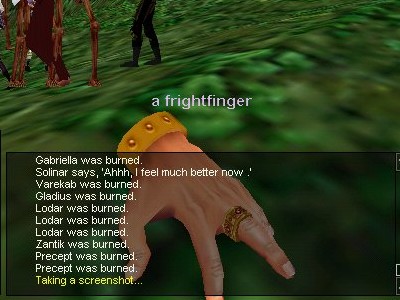 a frightfinger
Gabriella was burned.
Solinar says, 'Ahhh, I feel much better now .'
Varekab was burned.
Gladius was burned.
Lodar was burned.
Lodar was burned.
Lodar was burned.
Zantik was burned.
Precept was burned.
Precept was burned.
Taking a screenshot...